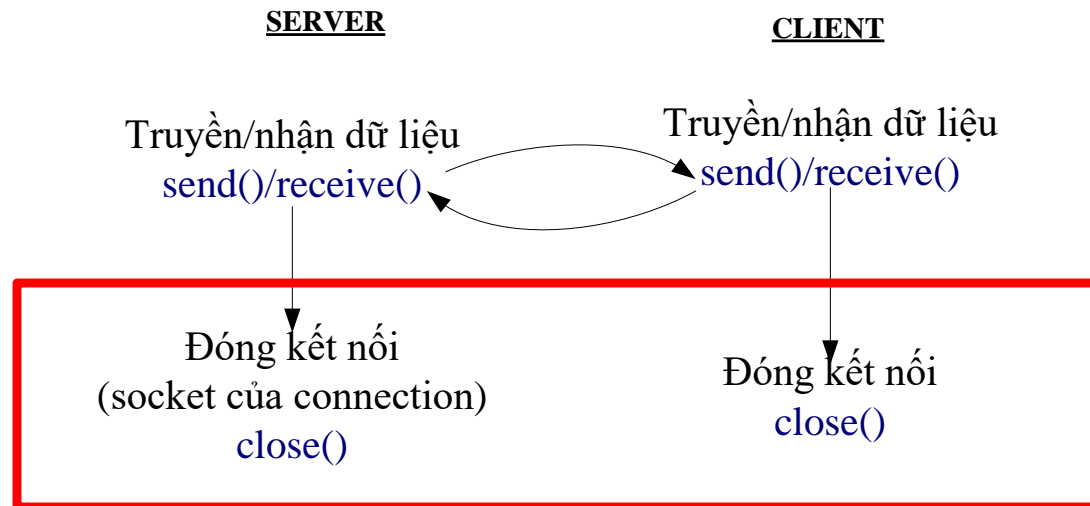 SERVER
CLIENT
Truyền/nhận dữ liệu
send()/receive()
Truyền/nhận dữ liệu
send()/receive()
Đóng kết nối
(socket của connection)
close()
Đóng kết nối
close()